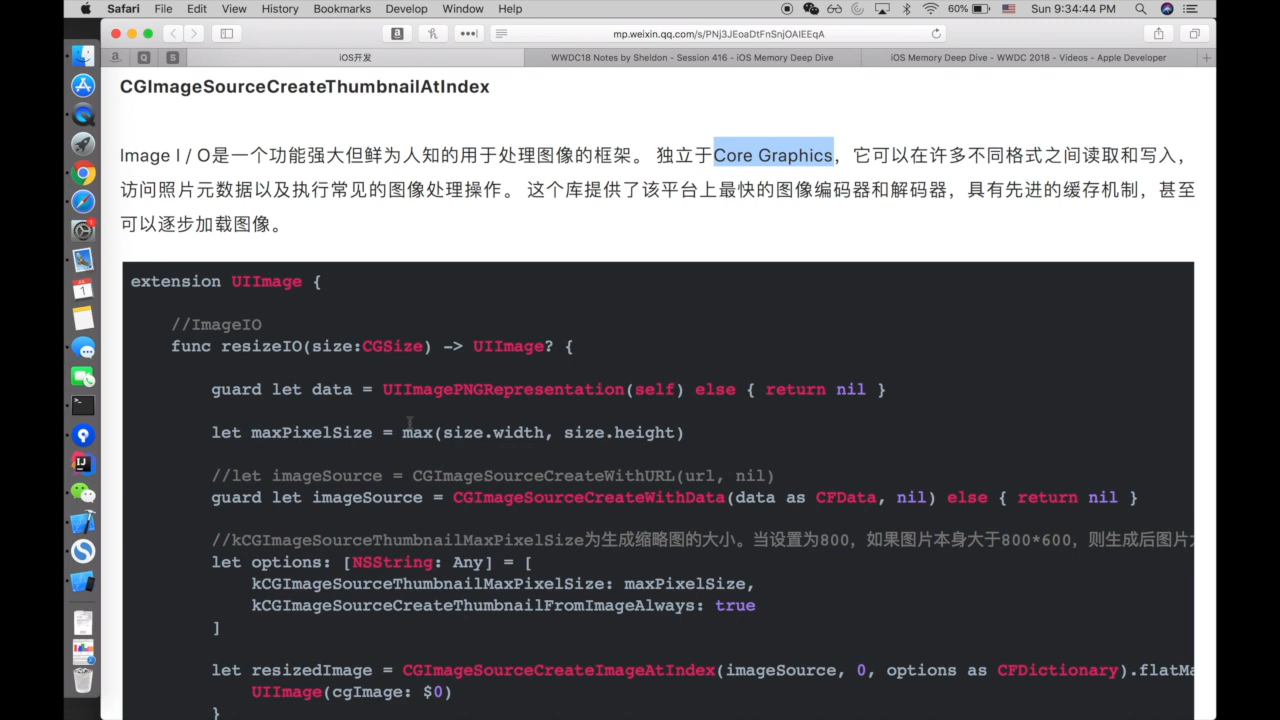 Safari File Edit View History Bookmarks Develop Window Help 60% Sun 9:34:44 PM
mp.weixin.qq.com/s/PNj3JEoaDtFnSnjOAIEEqA
a Q S iOS开发 WWDC18 Notes by Sheldon - Session 416 - iOS Memory Deep Dive iOS Memory Deep Dive - WWDC 2018 - Videos - Apple Developer
CGImageSourceCreateThumbnailAtIndex
Image I / O是一个功能强大但鲜为人知的用于处理图像的框架。 独立于Core Graphics，它可以在许多不同格式之间读取和写入，
访问照片元数据以及执行常见的图像处理操作。 这个库提供了该平台上最快的图像编码器和解码器，具有先进的缓存机制，甚至
可以逐步加载图像。
extension UIImage {
//ImageIO
func resizeIO(size:CGSize) -> UIImage? {
guard let data = UIImagePNGRepresentation(self) else { return nil }
let maxPixelSize = max(size.width, size.height)
//let imageSource = CGImageSourceCreateWithURL(url, nil)
guard let imageSource = CGImageSourceCreateWithData(data as CFData, nil) else { return nil }
//kCGImageSourceThumbnailMaxPixelSize为生成缩略图的大小。当设置为800，如果图片本身大于800*600，则生成后图片大
let options: [NSString: Any] = [
kCGImageSourceThumbnailMaxPixelSize: maxPixelSize,
kCGImageSourceCreateThumbnailFromImageAlways: true
]
let resizedImage = CGImageSourceCreateImageAtIndex(imageSource, 0, options as CFDictionary).flatMa
UIImage(cgImage: $0)
}